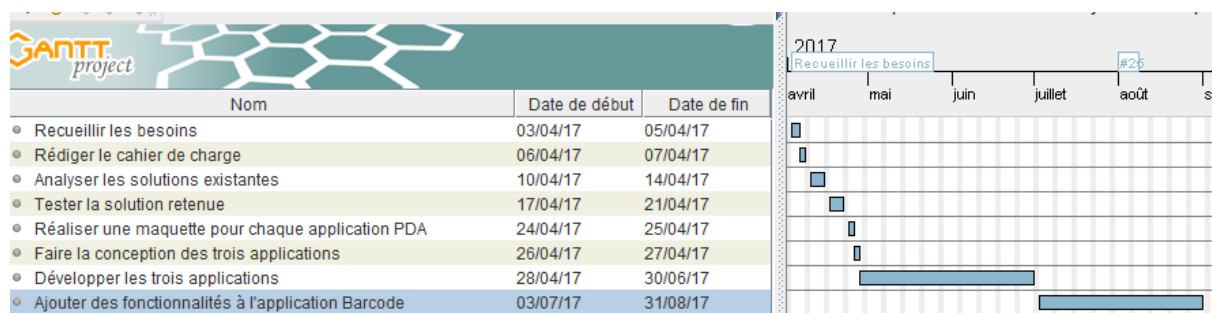 GANTT
project
Nom Date de début Date de fin
Recueillir les besoins 03/04/17 05/04/17
Rédiger le cahier de charge 06/04/17 07/04/17
Analyser les solutions existantes 10/04/17 14/04/17
Tester la solution retenue 17/04/17 21/04/17
Réaliser une maquette pour chaque application PDA 24/04/17 25/04/17
Faire la conception des trois applications 26/04/17 27/04/17
Développer les trois applications 28/04/17 30/06/17
Ajouter des fonctionnalités à l'application Barcode 03/07/17 31/08/17
2017
Recueillir les besoins #26
avril mai juin juillet août s